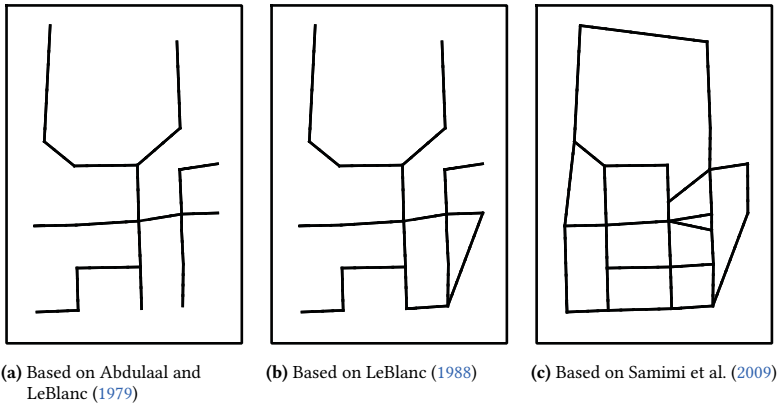 (a) Based on Abdulaal and
LeBlanc (1979)
(b) Based on LeBlanc (1988)
(c) Based on Samimi et al. (2009)